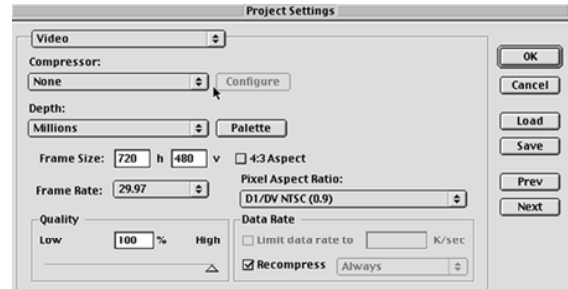 Project Settings
Video
Compressor:
None
Configure
Depth:
Millions
Palette
Frame Size: 720 h 480 v
4:3 Aspect
Pixel Aspect Ratio:
Frame Rate: 29.97
D1/DV NTSC (0.9)
Quality
Low 100 % High
Data Rate
Limit data rate to K/sec
Recompress Always
OK
Cancel
Load
Save
Prev
Next